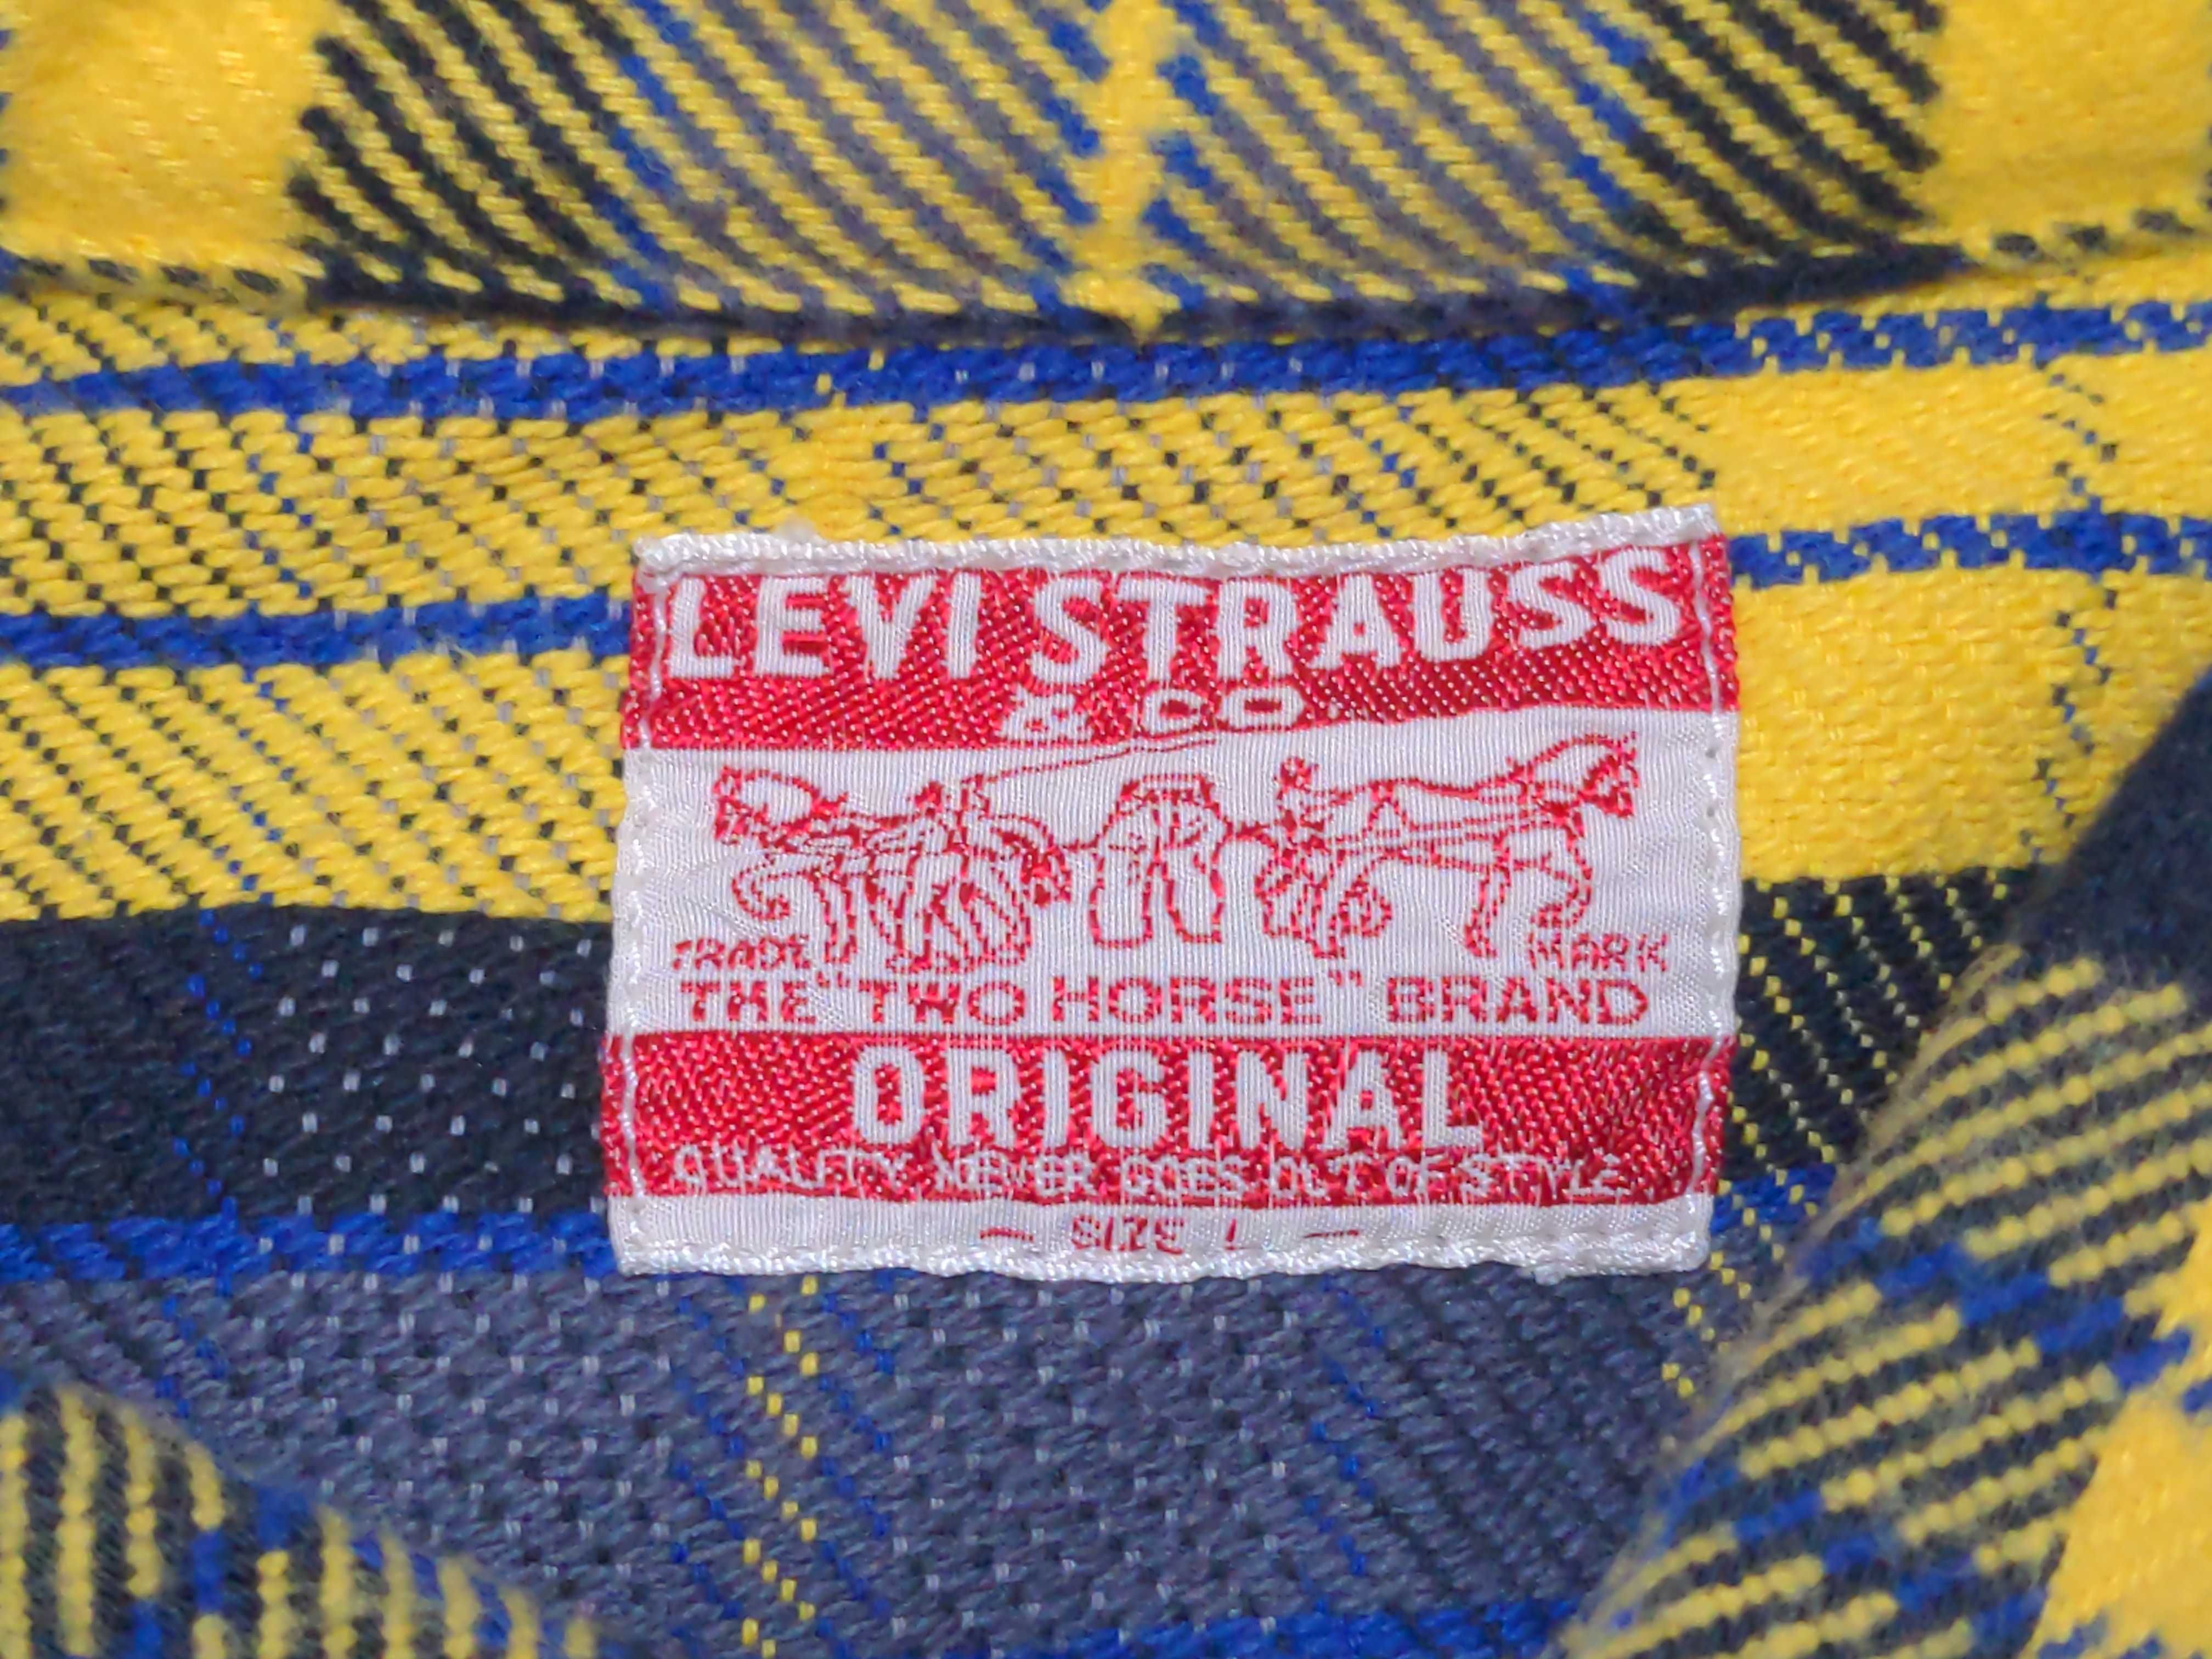 LEVI STRAUSS
& CO.
TRADE MARK
THE "TWO HORSE" BRAND
ORIGINAL
QUALITY NEVER GOES OUT OF STYLE
— SIZE L —